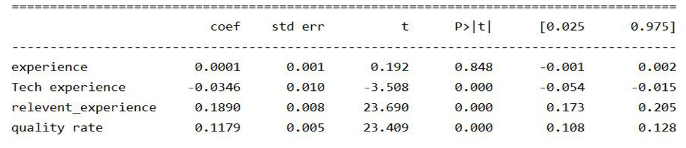 ==============================================================================
coef std err t P>|t| [0.025 0.975]
------------------------------------------------------------------------------
experience 0.0001 0.001 0.192 0.848 -0.001 0.002
Tech experience -0.0346 0.010 -3.508 0.000 -0.054 -0.015
relevent_experience 0.1890 0.008 23.690 0.000 0.173 0.205
quality rate 0.1179 0.005 23.409 0.000 0.108 0.128